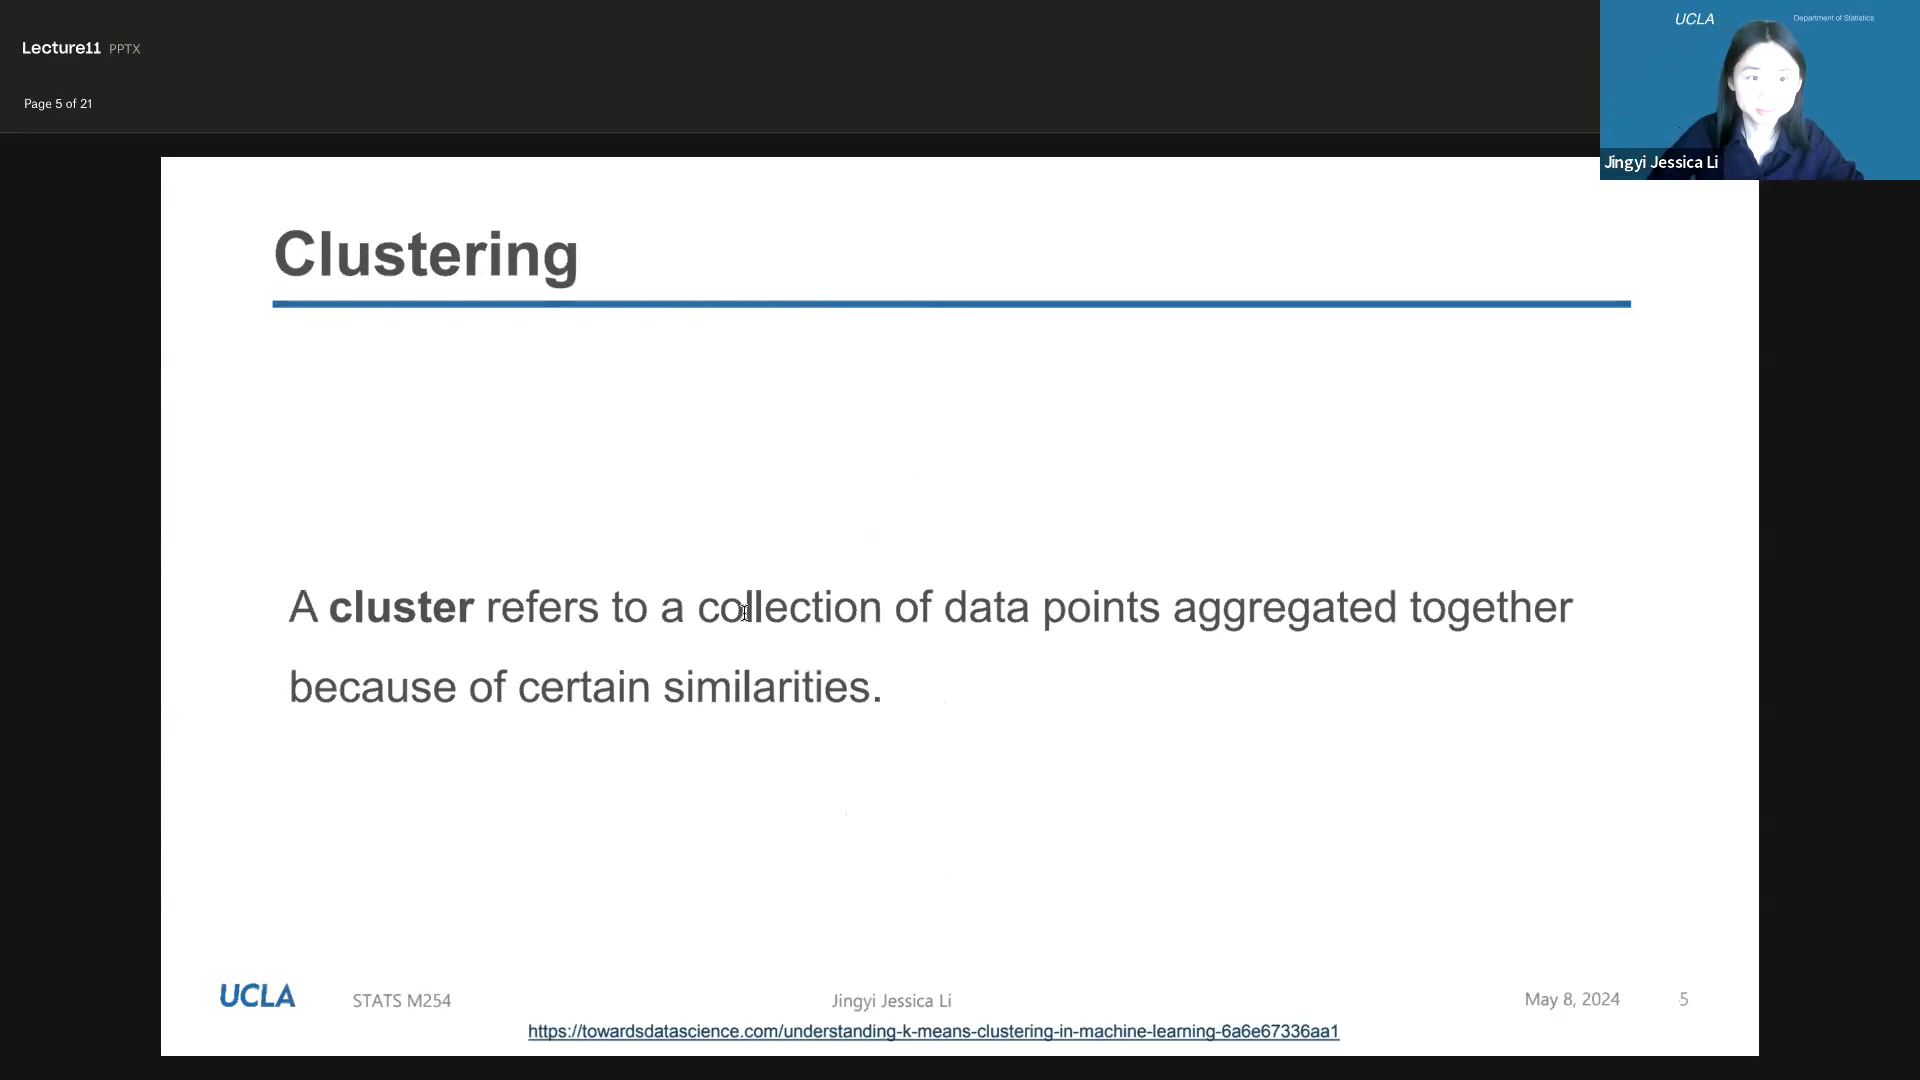 Lecture11 PPTX
Page 5 of 21
UCLA
Department of Statistics
Jingyi Jessica Li
Clustering
A cluster refers to a collection of data points aggregated together
because of certain similarities.
UCLA
STATS M254
Jingyi Jessica Li
May 8, 2024
5
https://towardsdatascience.com/understanding-k-means-clustering-in-machine-learning-6a6e67336aa1